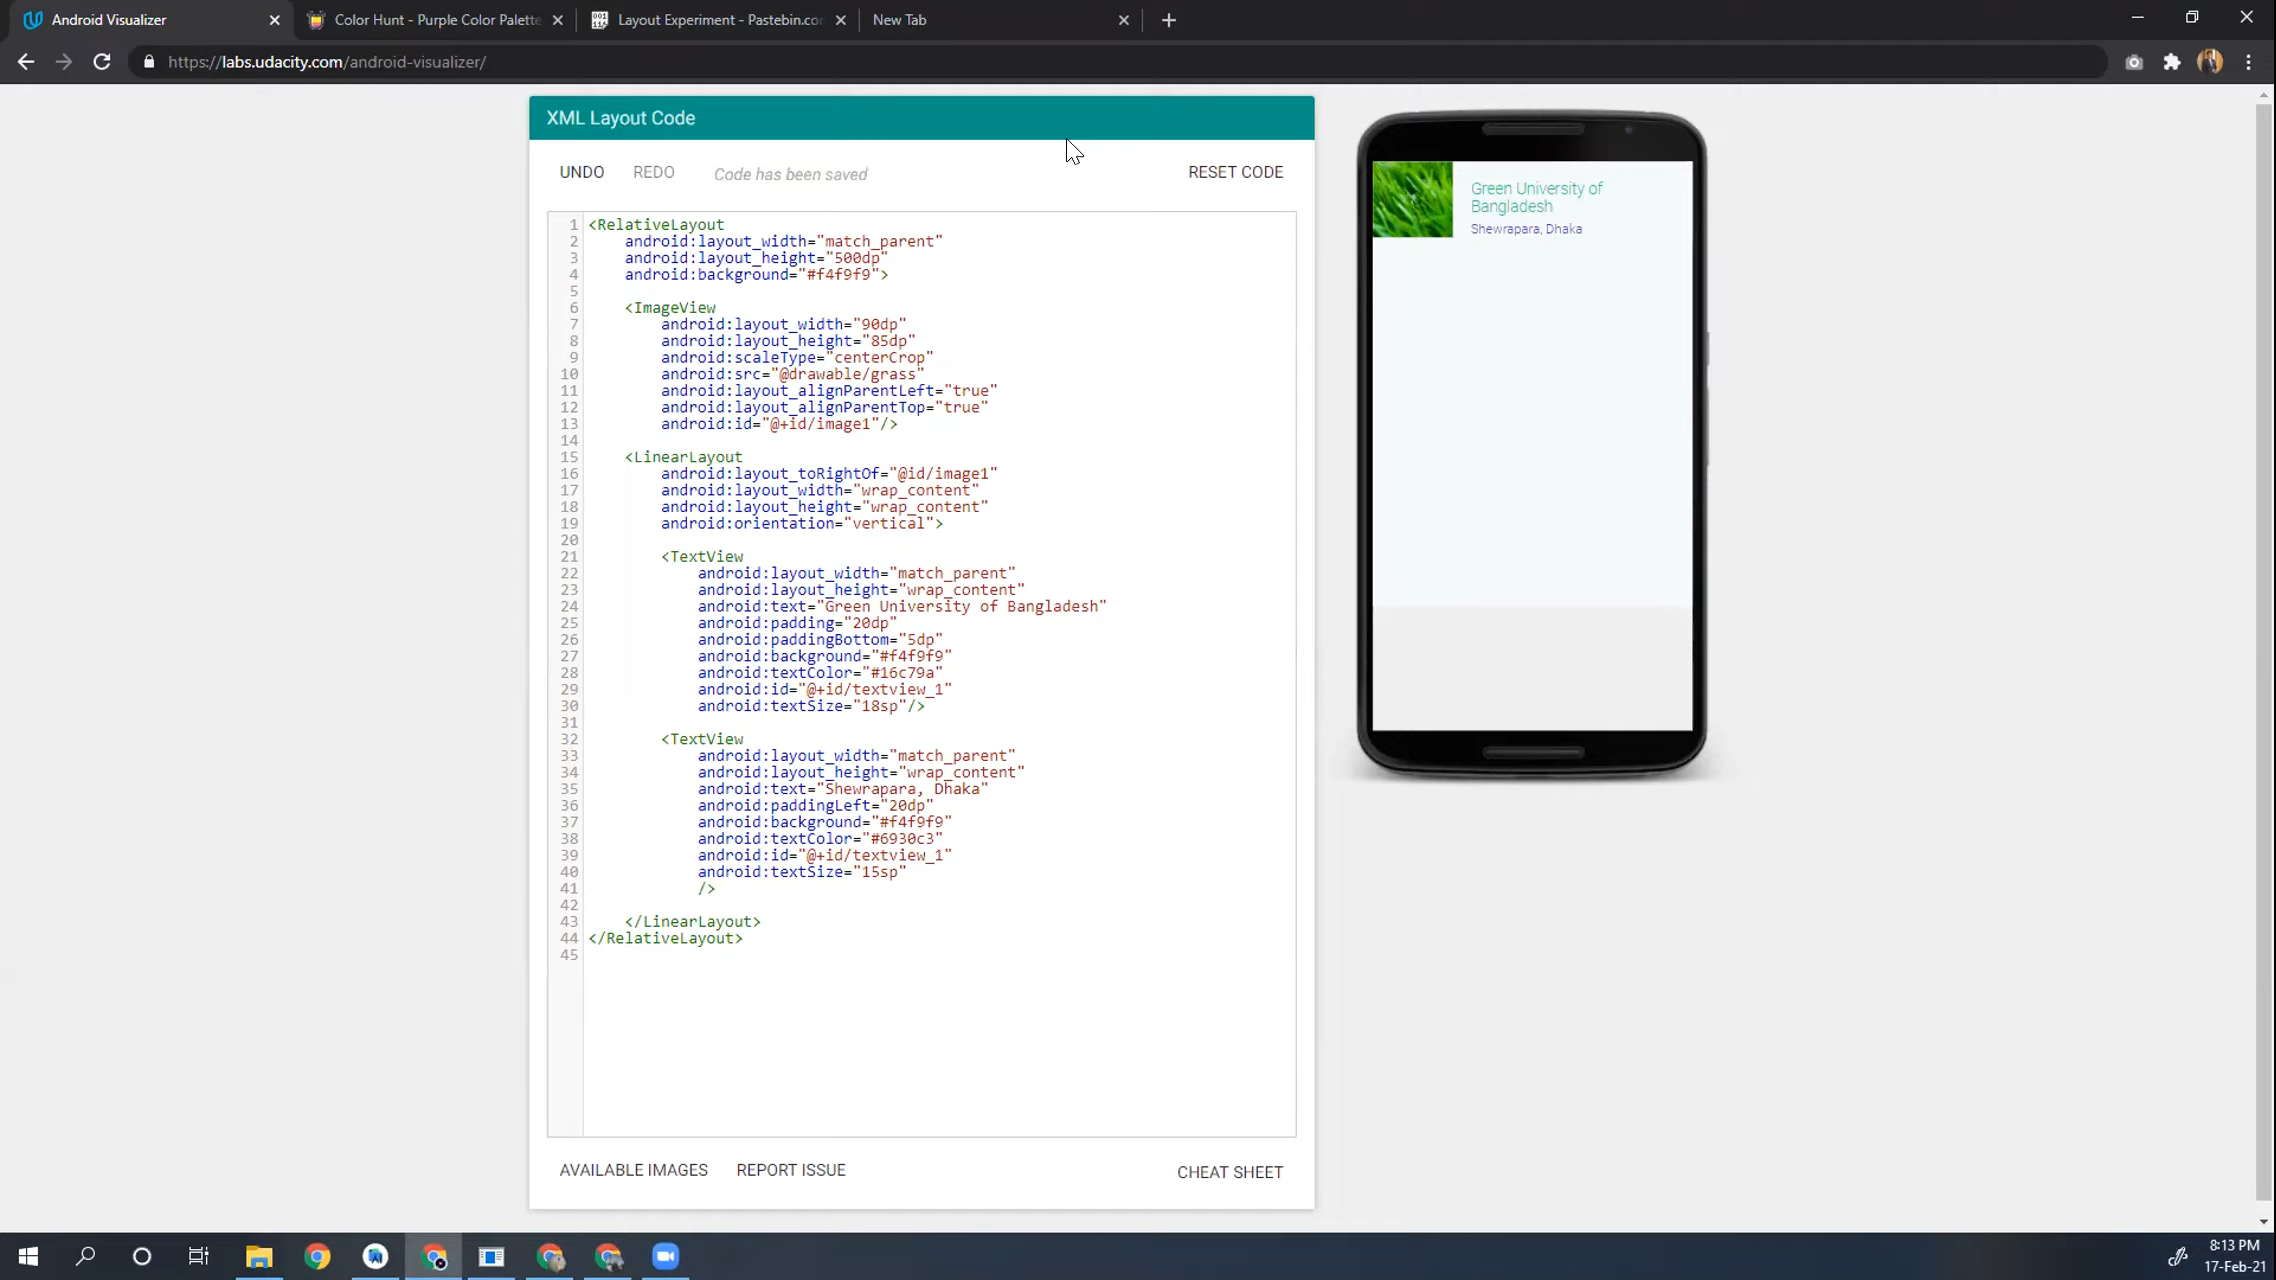 Android Visualizer
Color Hunt - Purple Color Palette
Layout Experiment - Pastebin.co
New Tab
https://labs.udacity.com/android-visualizer/
XML Layout Code
UNDO REDO Code has been saved RESET CODE
1 <RelativeLayout
2 android:layout_width="match_parent"
3 android:layout_height="500dp"
4 android:background="#f4f9f9">
5
6 <ImageView
7 android:layout_width="90dp"
8 android:layout_height="85dp"
9 android:scaleType="centerCrop"
10 android:src="@drawable/grass"
11 android:layout_alignParentLeft="true"
12 android:layout_alignParentTop="true"
13 android:id="@+id/image1"/>
14
15 <LinearLayout
16 android:layout_toRightOf="@id/image1"
17 android:layout_width="wrap_content"
18 android:layout_height="wrap_content"
19 android:orientation="vertical">
20
21 <TextView
22 android:layout_width="match_parent"
23 android:layout_height="wrap_content"
24 android:text="Green University of Bangladesh"
25 android:padding="20dp"
26 android:paddingBottom="5dp"
27 android:background="#f4f9f9"
28 android:textColor="#16c79a"
29 android:id="@+id/textview_1"
30 android:textSize="18sp"/>
31
32 <TextView
33 android:layout_width="match_parent"
34 android:layout_height="wrap_content"
35 android:text="Shewrapara, Dhaka"
36 android:paddingLeft="20dp"
37 android:background="#f4f9f9"
38 android:textColor="#6930c3"
39 android:id="@+id/textview_1"
40 android:textSize="15sp"
41 />
42
43 </LinearLayout>
44 </RelativeLayout>
45
AVAILABLE IMAGES REPORT ISSUE CHEAT SHEET
Green University of
Bangladesh
Shewrapara, Dhaka
8:13 PM
17-Feb-21